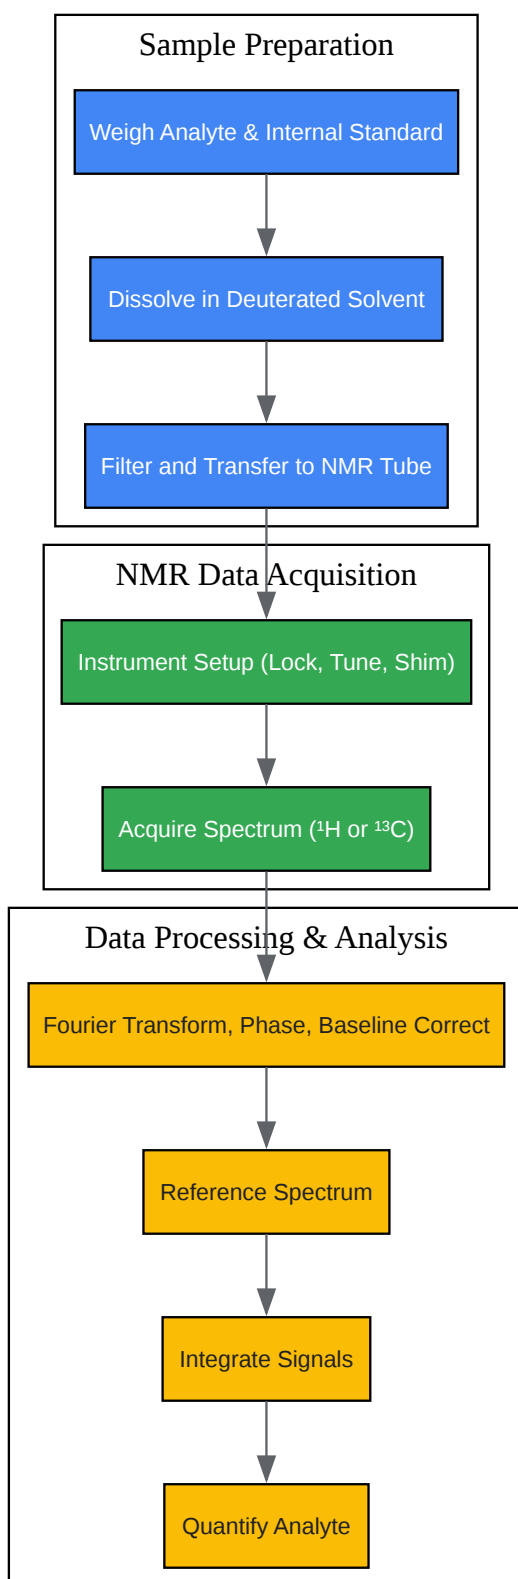 Sample Preparation
Weigh Analyte & Internal Standard
Dissolve in Deuterated Solvent
Filter and Transfer to NMR Tube
NMR Data Acquisition
Instrument Setup (Lock, Tune, Shim)
Acquire Spectrum (¹H or ¹³C)
Data Processing & Analysis
Fourier Transform, Phase, Baseline Correct
Reference Spectrum
Integrate Signals
Quantify Analyte